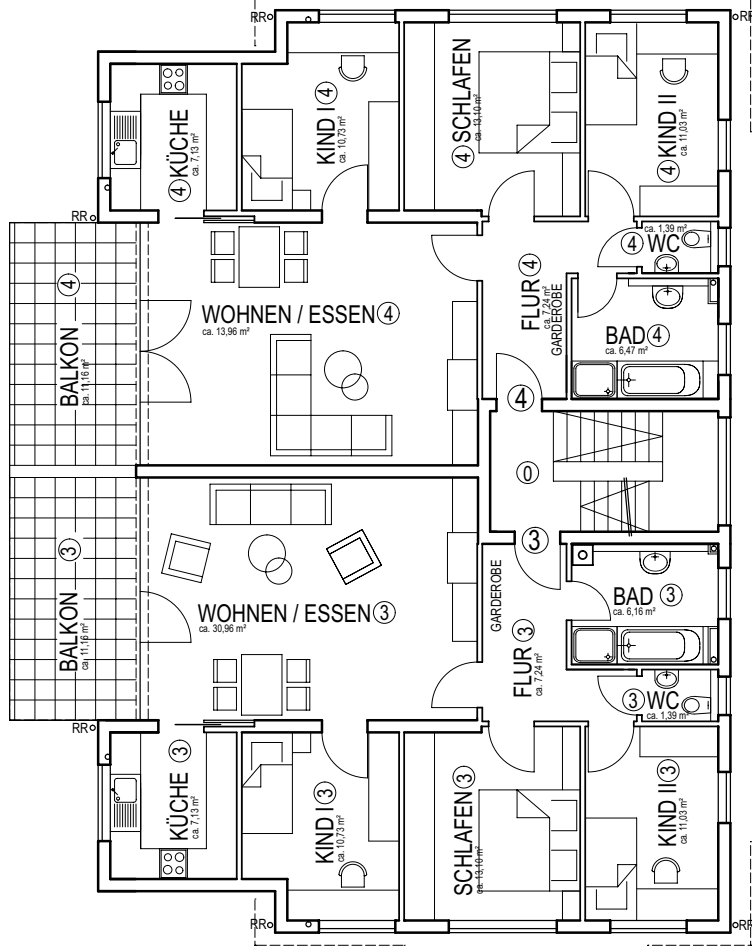 RR
RR
④ KÜCHE
ca. 7,13 m²
KIND I ④
ca. 10,73 m²
④ SCHLAFEN
ca. 13,10 m²
④ KIND II
ca. 11,03 m²
RR
ca. 1,39 m²
④ WC
BALKON ④
ca. 11,16 m²
WOHNEN / ESSEN ④
ca. 13,96 m²
FLUR ④
ca. 7,24 m²
GARDEROBE
BAD ④
ca. 6,47 m²
④
0
③
BALKON ③
ca. 11,16 m²
WOHNEN / ESSEN ③
ca. 30,96 m²
GARDEROBE
FLUR ③
ca. 7,24 m²
BAD ③
ca. 6,16 m²
③ WC
ca. 1,39 m²
RR
KÜCHE ③
ca. 7,13 m²
KIND I ③
ca. 10,73 m²
SCHLAFEN ③
ca. 13,10 m²
KIND II ③
ca. 11,03 m²
RR
RR